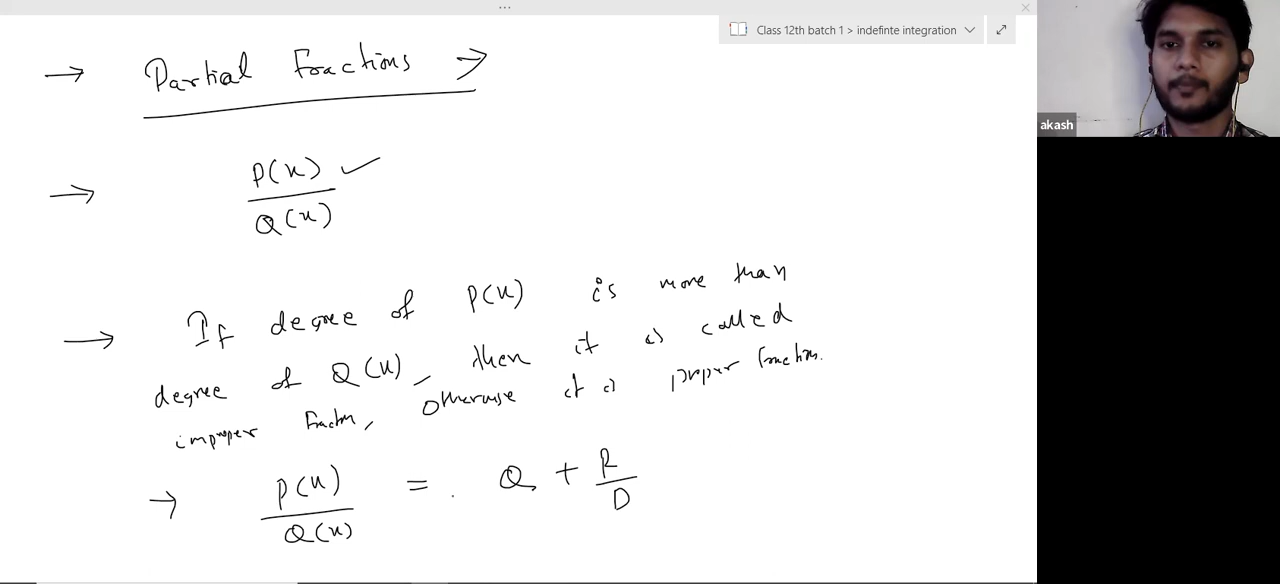 Class 12th batch 1 > indefinte integration
akash
→ Partial Fractions →
→ P(x) ✓
Q(x)
→ If degree of P(x) is more than
degree of Q(x), then it is called
improper Fractn, otherwise it is proper fraction.
→ P(x) / Q(x) = Q + R / D